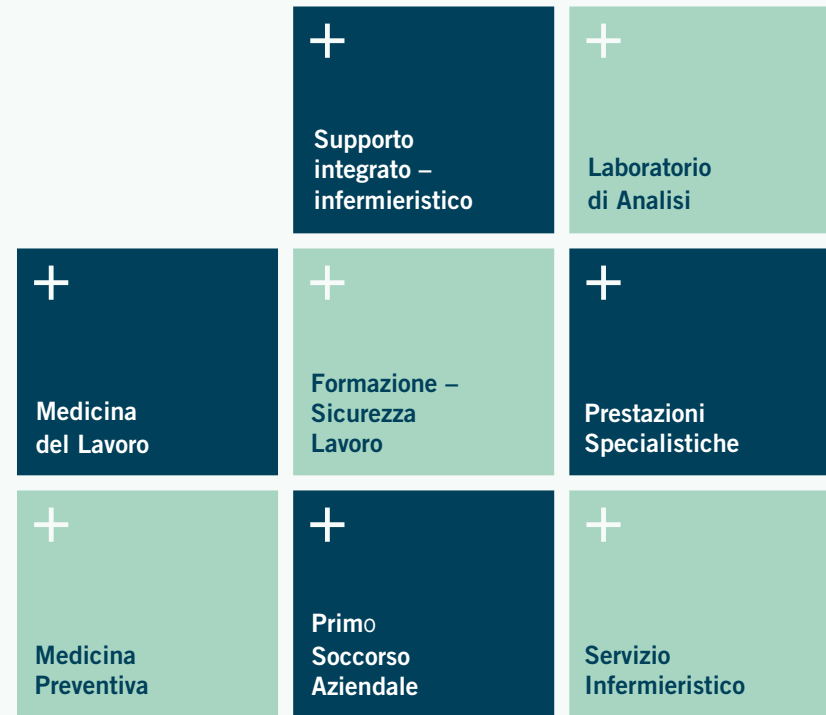 Supporto
integrato –
infermieristico
Laboratorio
di Analisi
Medicina
del Lavoro
Formazione –
Sicurezza
Lavoro
Prestazioni
Specialistiche
Medicina
Preventiva
Primo
Soccorso
Aziendale
Servizio
Infermieristico